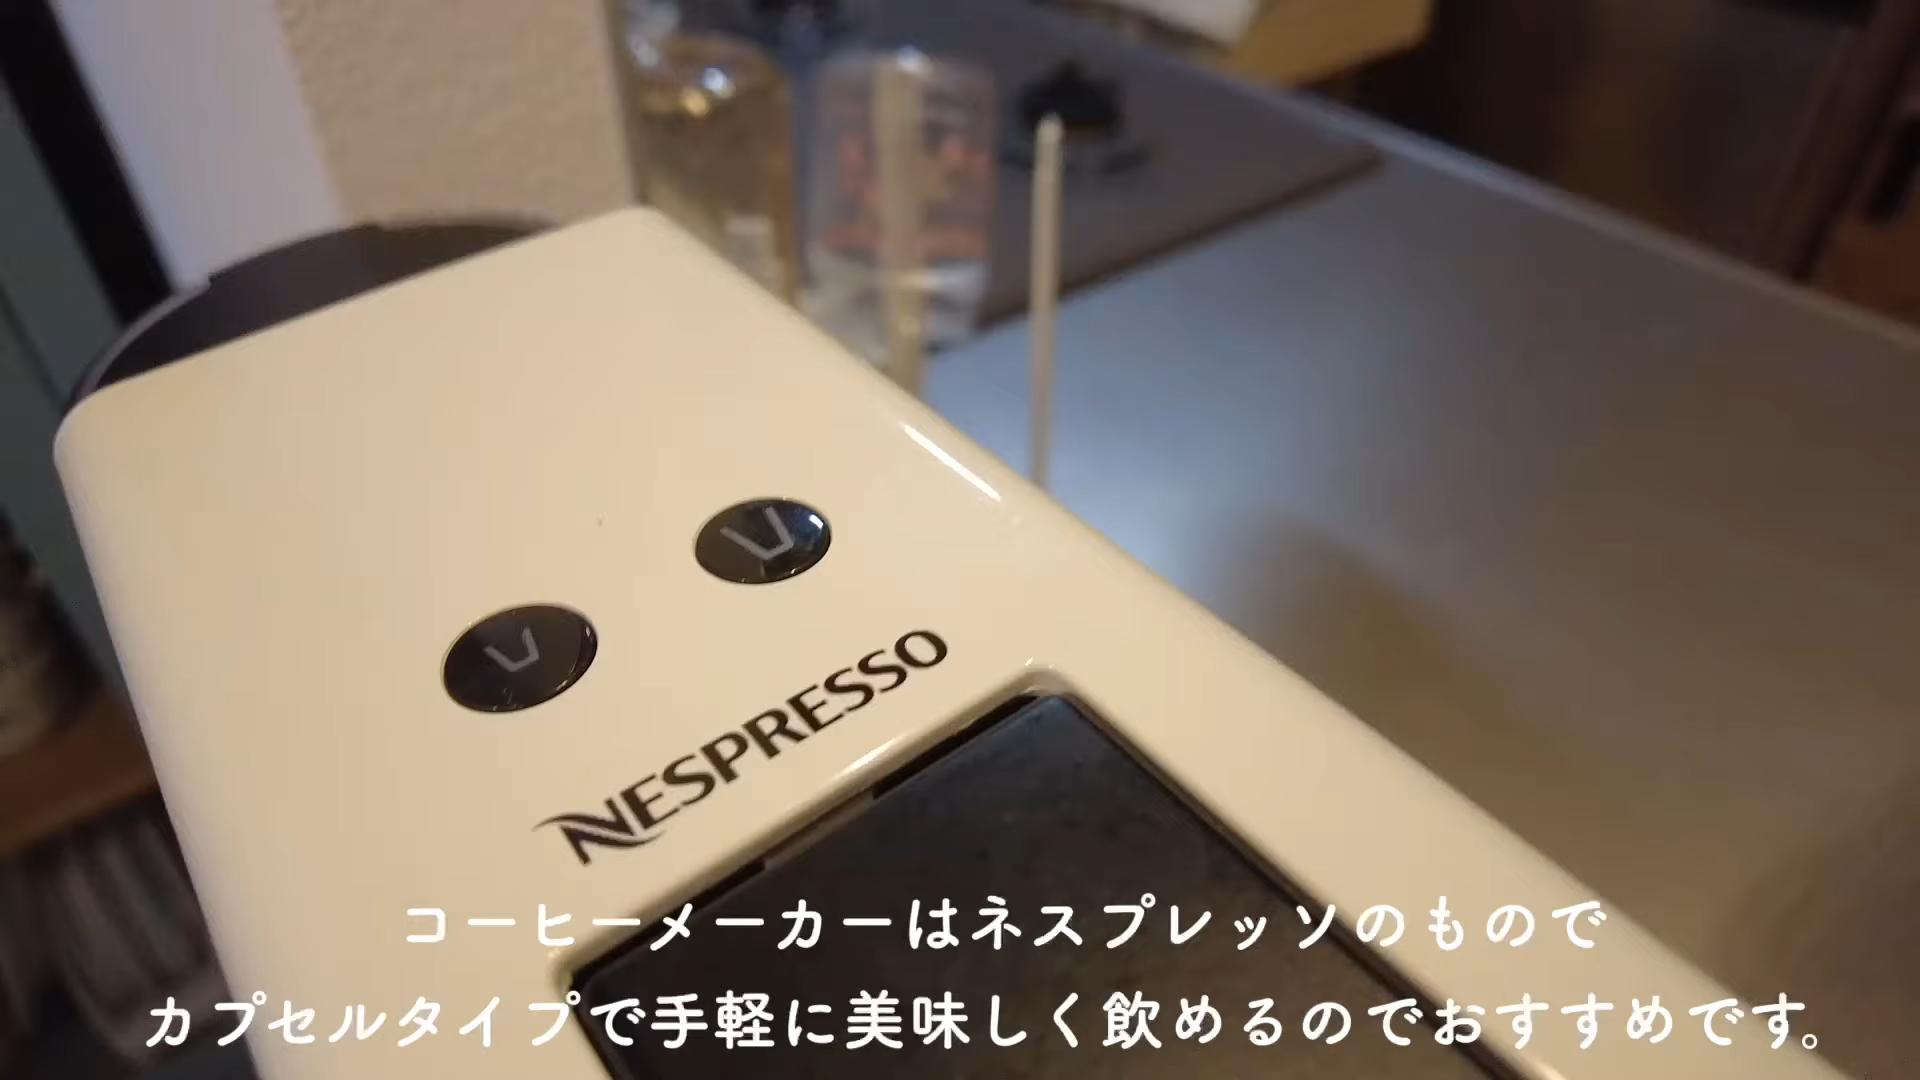 NESPRESSO
コーヒーメーカーはネスプレッソのもので
カプセルタイプで手軽に美味しく飲めるのでおすすめです。